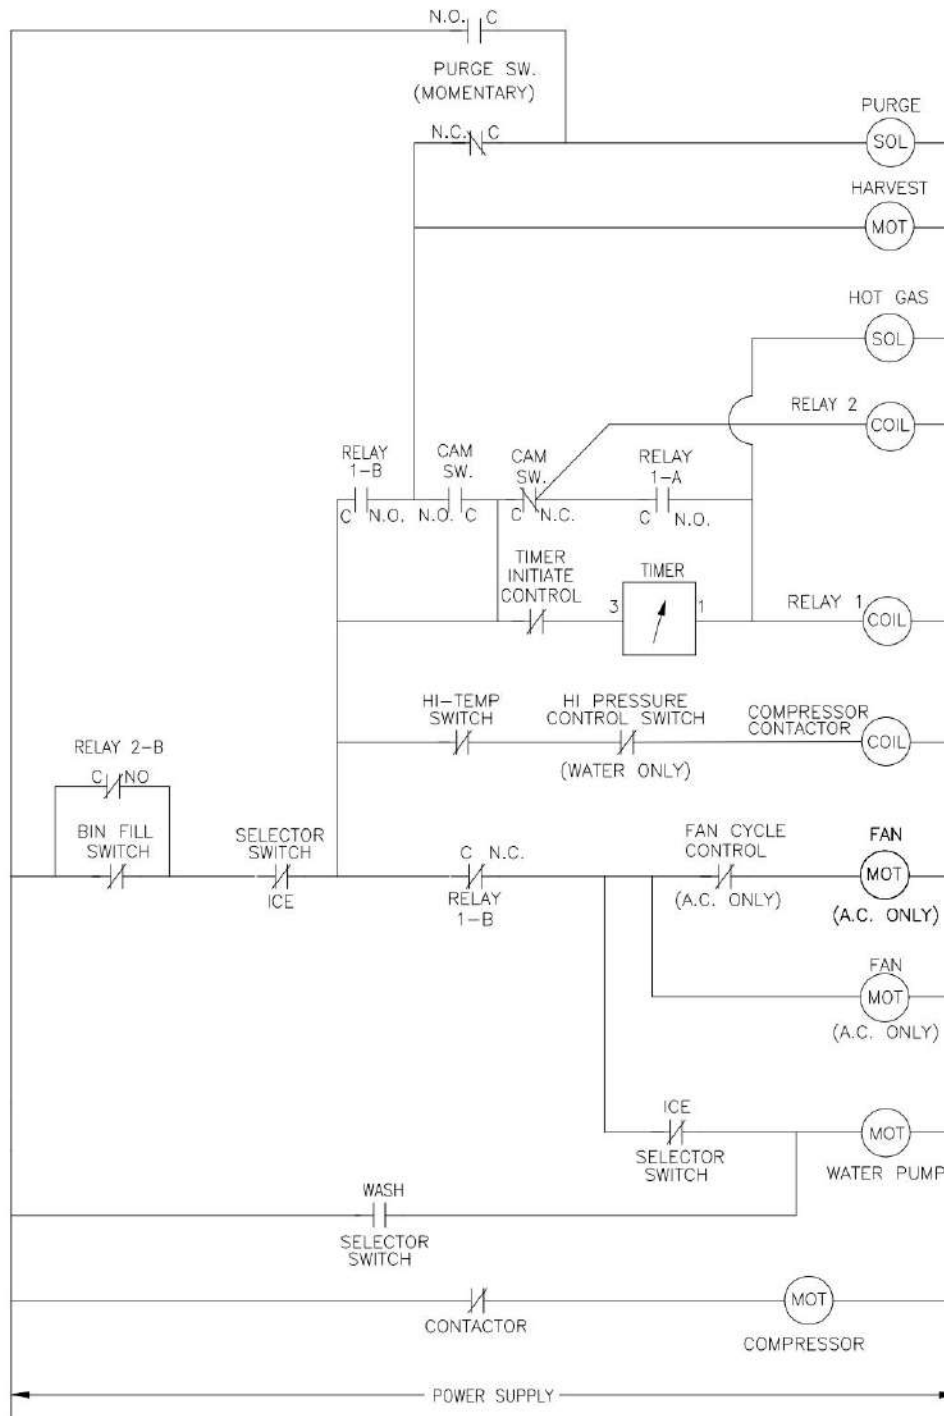 N.O. C
PURGE SW.
(MOMENTARY)
PURGE
N.C. C
SOL
HARVEST
MOT
HOT GAS
SOL
RELAY 2
COIL
RELAY
1-B
CAM
SW.
CAM
SW.
RELAY
1-A
C N.O.
N.O. C
C N.C.
C N.O.
TIMER
INITIATE
CONTROL
TIMER
3
1
RELAY 1
COIL
HI-TEMP
SWITCH
HI PRESSURE
CONTROL SWITCH
(WATER ONLY)
COMPRESSOR
CONTACTOR
COIL
RELAY 2-B
C NO
BIN FILL
SWITCH
SELECTOR
SWITCH
ICE
C N.C.
RELAY
1-B
FAN CYCLE
CONTROL
(A.C. ONLY)
FAN
MOT
(A.C. ONLY)
FAN
MOT
(A.C. ONLY)
ICE
SELECTOR
SWITCH
MOT
WATER PUMP
WASH
SELECTOR
SWITCH
CONTACTOR
MOT
COMPRESSOR
POWER SUPPLY